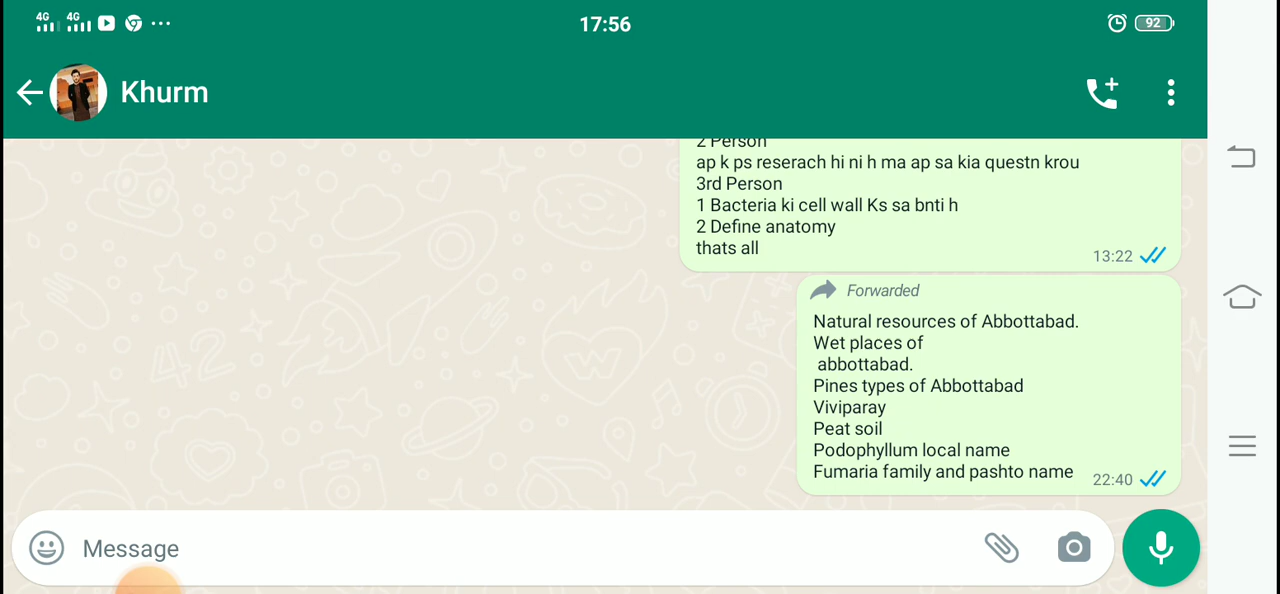 4G 4G 17:56 92
Khurm
2 Person
ap k ps reserach hi ni h ma ap sa kia questn krou
3rd Person
1 Bacteria ki cell wall Ks sa bnti h
2 Define anatomy
thats all
13:22
Forwarded
Natural resources of Abbottabad.
Wet places of
abbottabad.
Pines types of Abbottabad
Viviparay
Peat soil
Podophyllum local name
Fumaria family and pashto name
22:40
Message